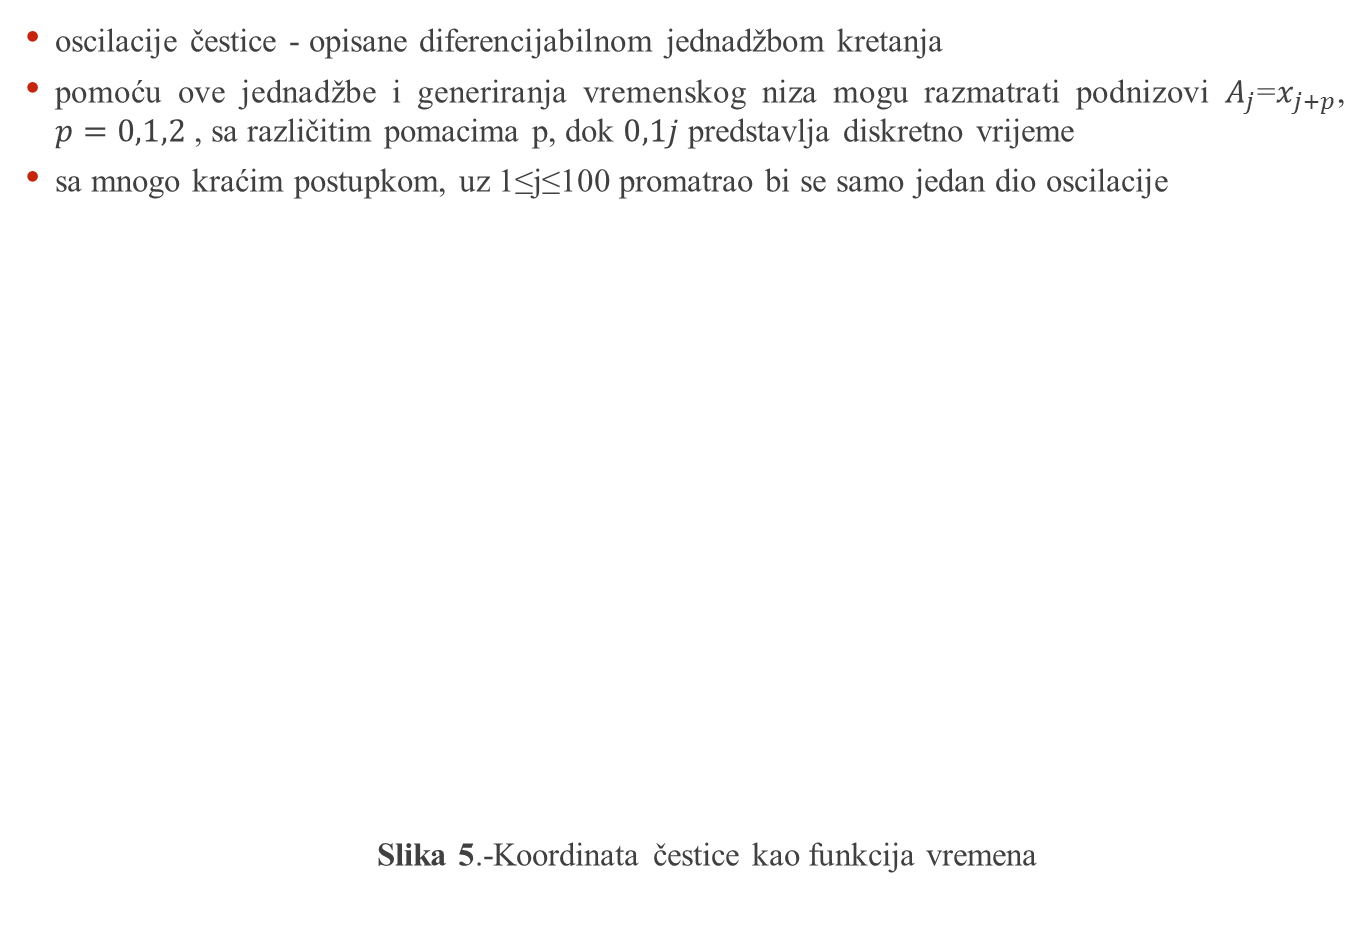 • oscilacije čestice - opisane diferencijabilnom jednadžbom kretanja
• pomoću ove jednadžbe i generiranja vremenskog niza mogu razmatrati podnizovi A_j=x_{j+p},
p = 0,1,2 , sa različitim pomacima p, dok 0,1j predstavlja diskretno vrijeme
• sa mnogo kraćim postupkom, uz 1≤j≤100 promatrao bi se samo jedan dio oscilacije
Slika 5.-Koordinata čestice kao funkcija vremena